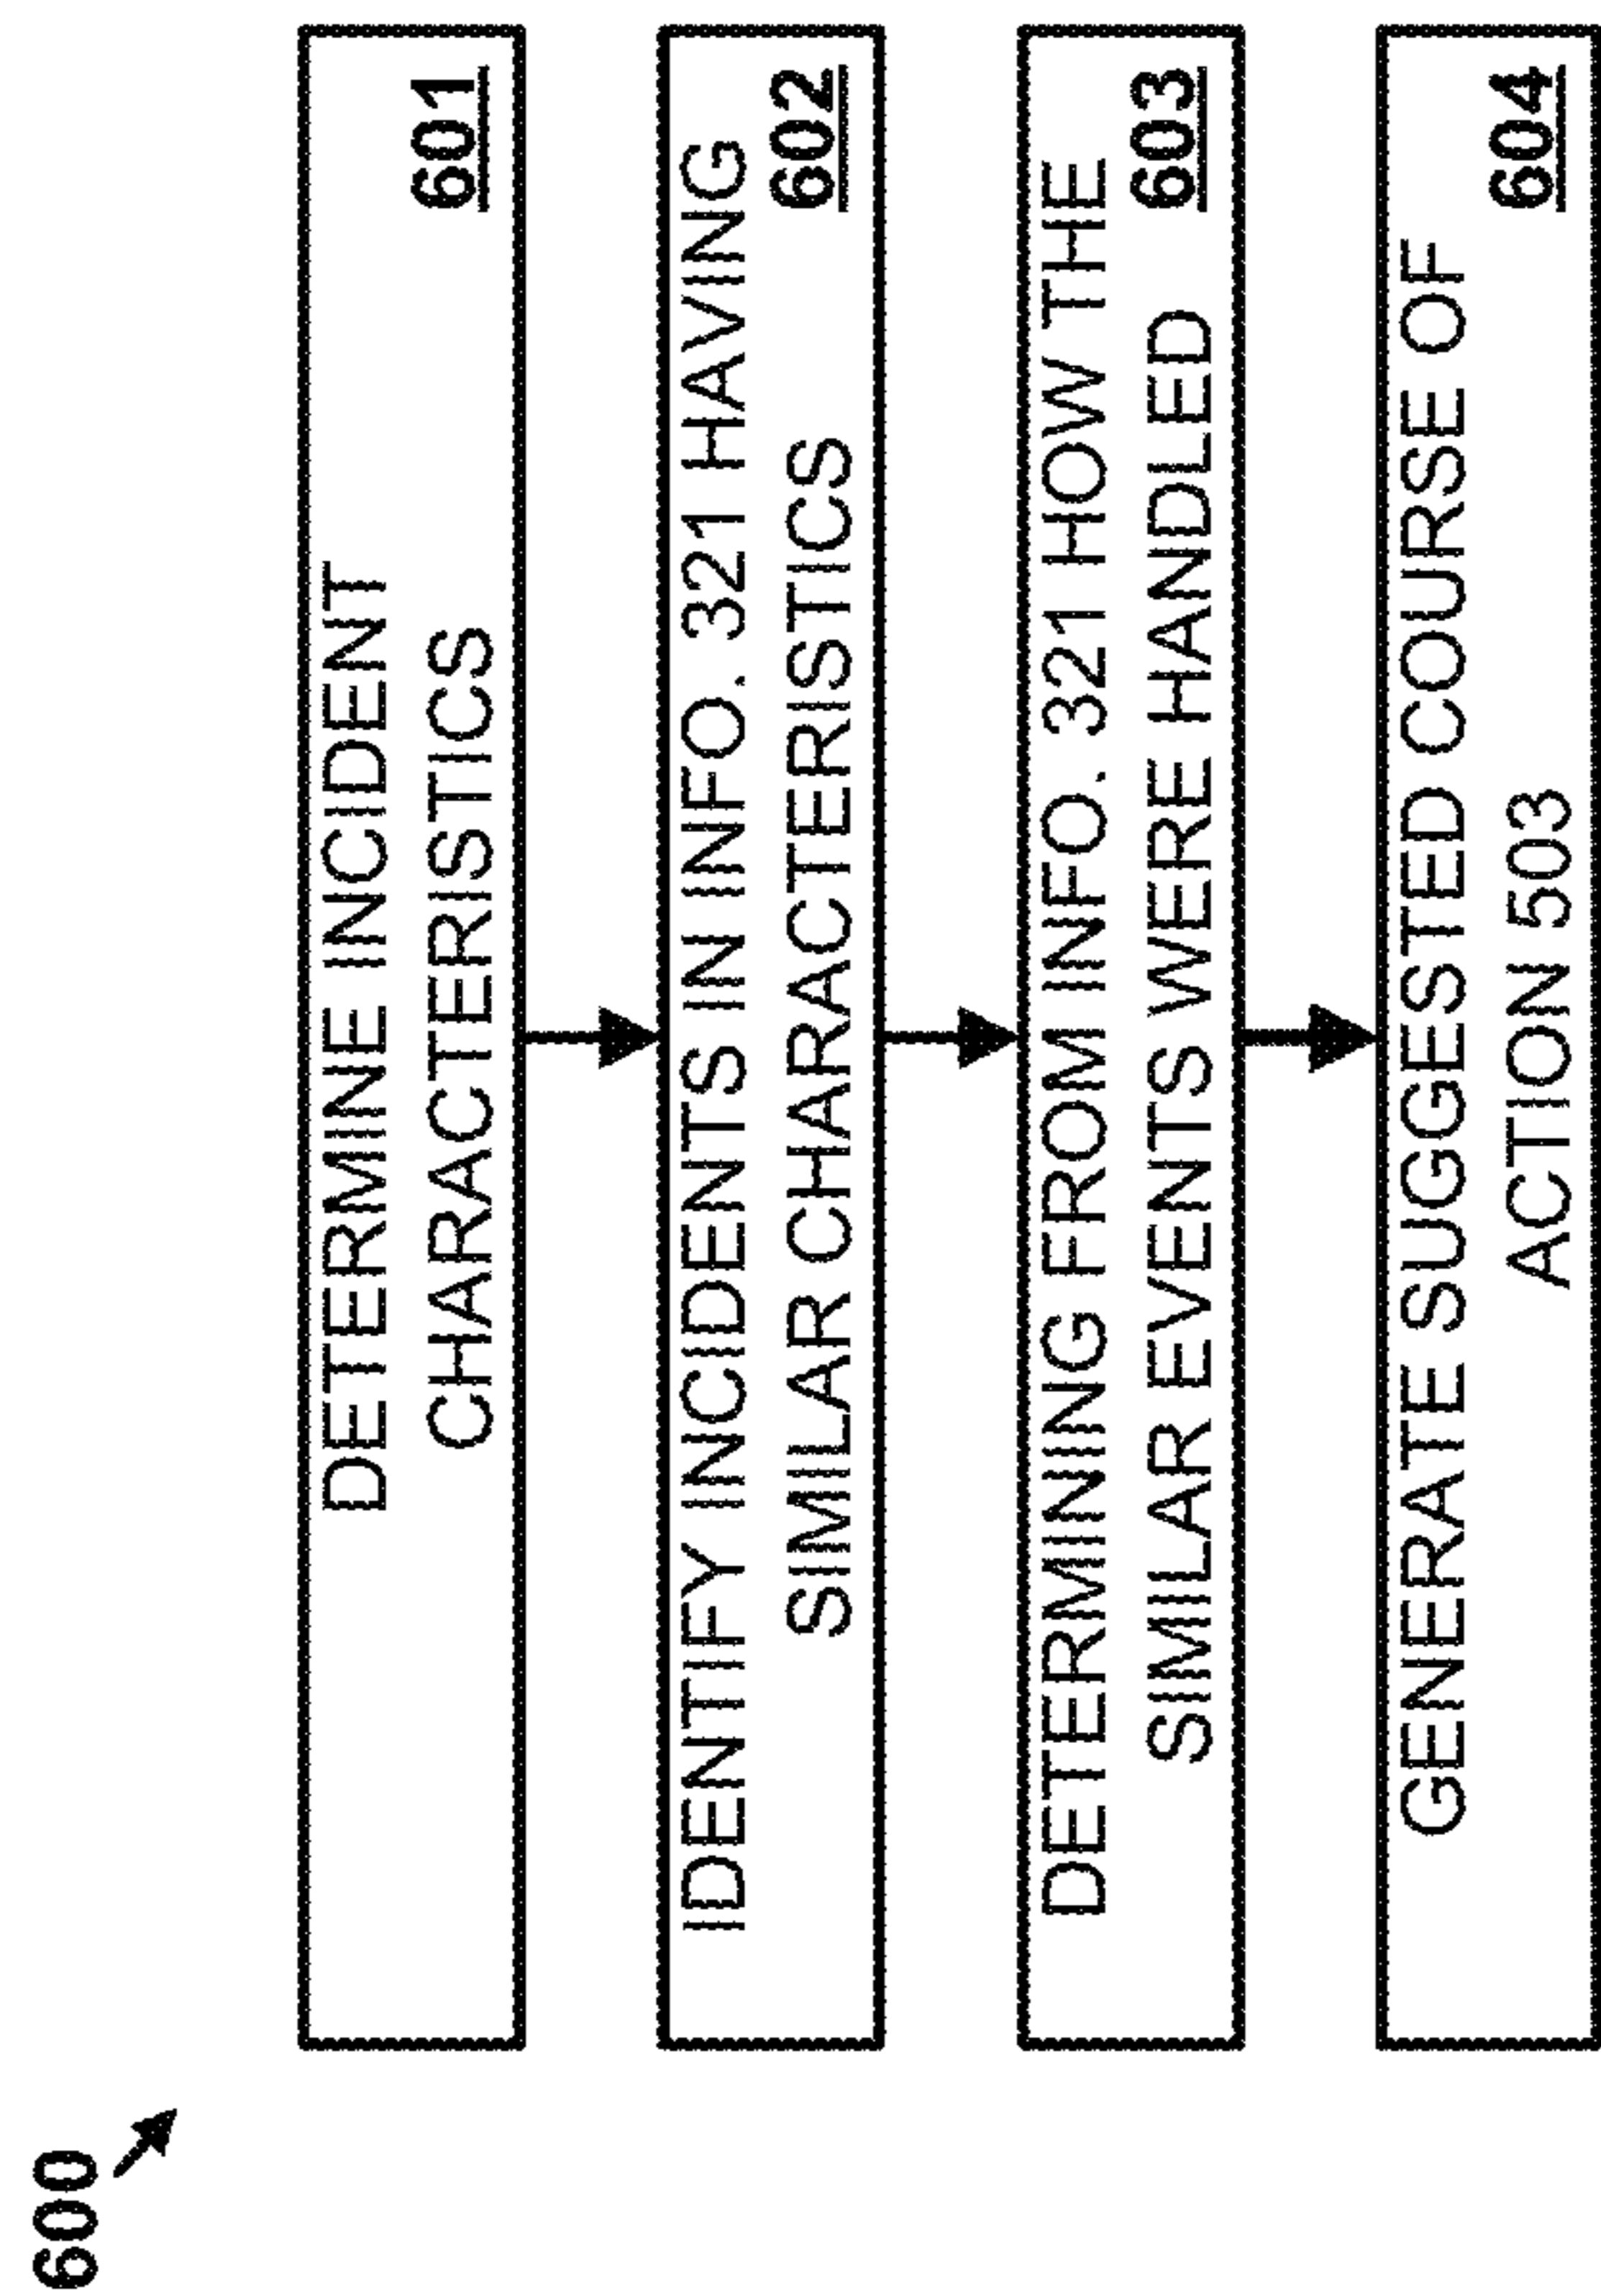 600
DETERMINE INCIDENT
CHARACTERISTICS
601
IDENTIFY INCIDENTS IN INFO. 321 HAVING
SIMILAR CHARACTERISTICS
602
DETERMINING FROM INFO. 321 HOW THE
SIMILAR EVENTS WERE HANDLED
603
GENERATE SUGGESTED COURSE OF
ACTION 503
604